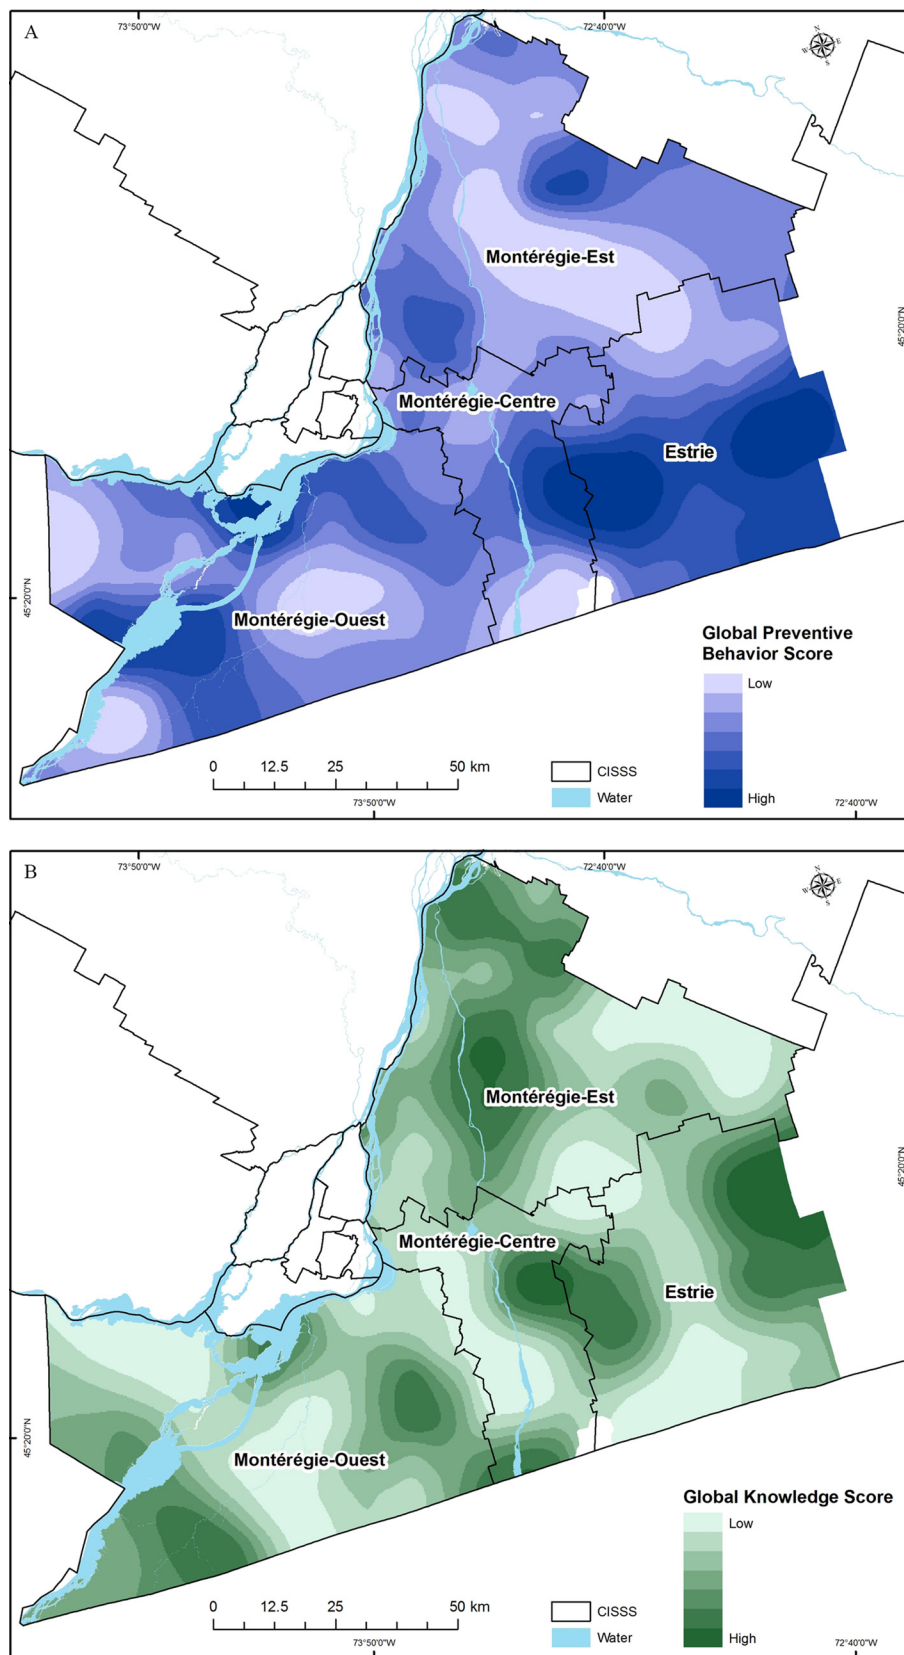 A
73°50'0"W
72°40'0"W
N
W E
S
Montérégie-Est
45°20'0"N
Montérégie-Centre
Estrie
45°20'0"N
Montérégie-Ouest
Global Preventive
Behavior Score
Low
High
0 12.5 25 50 km
CISSS
Water
73°50'0"W
72°40'0"W
B
73°50'0"W
72°40'0"W
N
W E
S
Montérégie-Est
45°20'0"N
Montérégie-Centre
Estrie
45°20'0"N
Montérégie-Ouest
Global Knowledge Score
Low
High
0 12.5 25 50 km
CISSS
Water
73°50'0"W
72°40'0"W